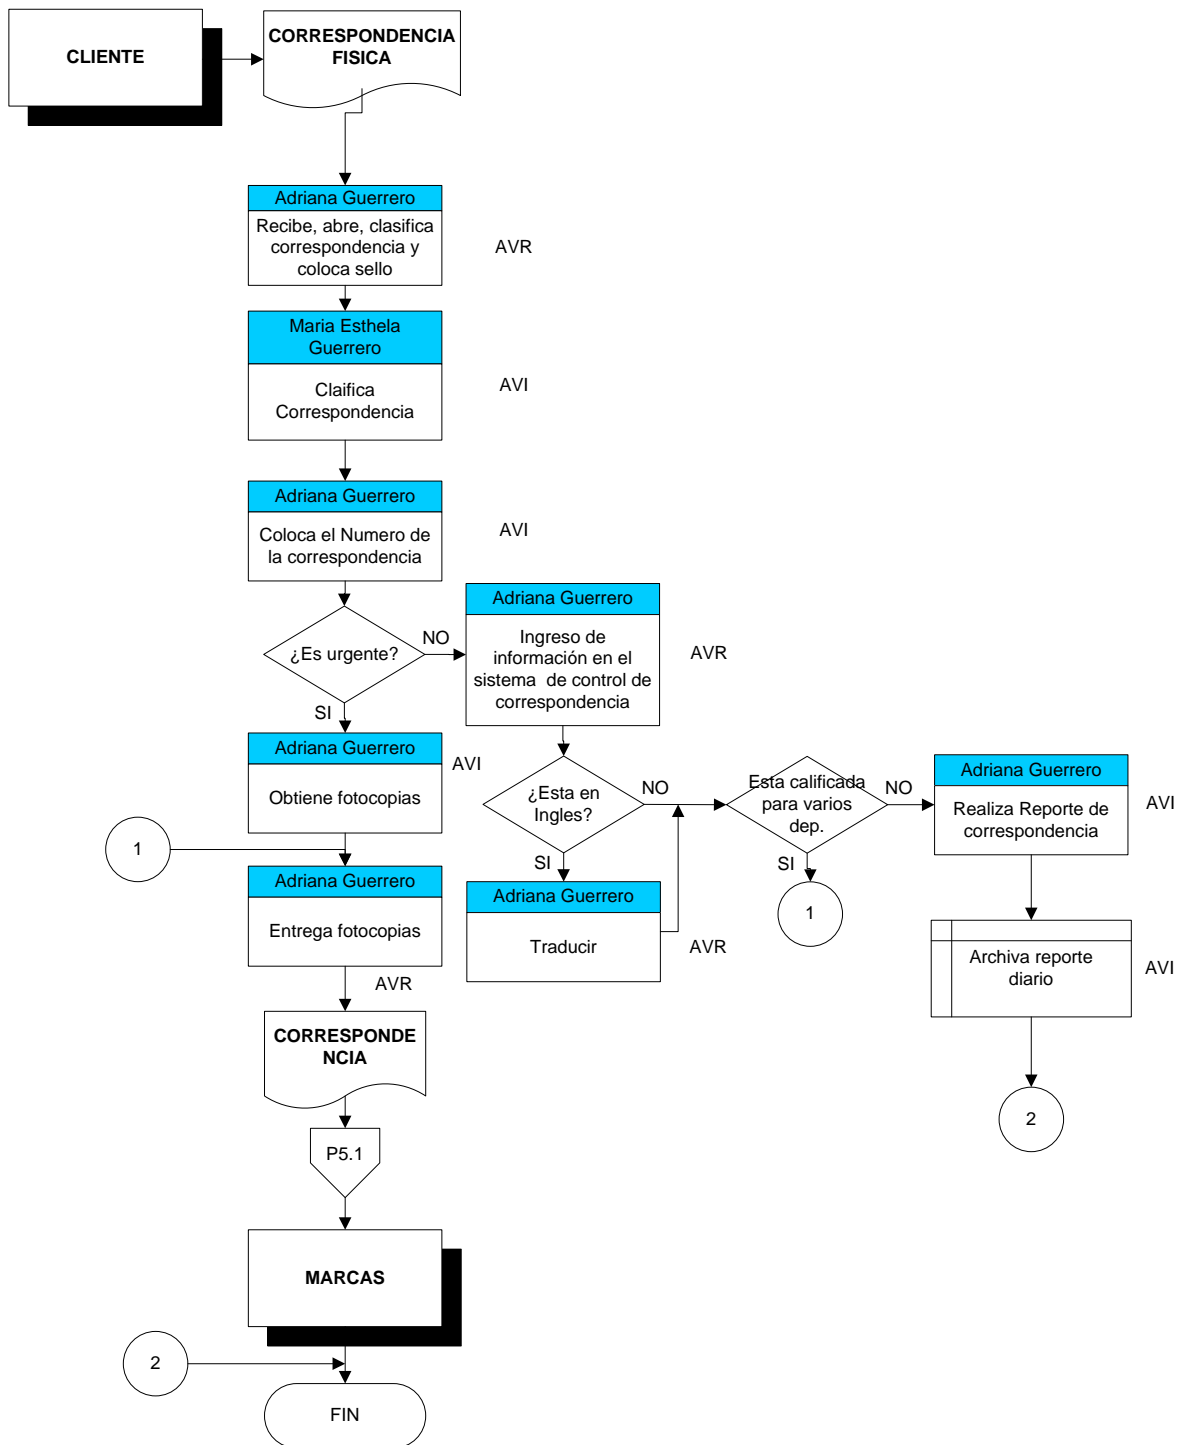 CLIENTE
CORRESPONDENCIA
FISICA
Adriana Guerrero
Recibe, abre, clasifica
correspondencia y
coloca sello
AVR
Maria Esthela
Guerrero
Claifica
Correspondencia
AVI
Adriana Guerrero
Coloca el Numero de
la correspondencia
AVI
¿Es urgente?
NO
SI
Adriana Guerrero
Ingreso de
información en el
sistema de control de
correspondencia
AVR
Adriana Guerrero
Obtiene fotocopias
AVI
¿Esta en
Ingles?
NO
SI
Esta calificada
para varios
dep.
NO
SI
Adriana Guerrero
Realiza Reporte de
correspondencia
AVI
1
Adriana Guerrero
Entrega fotocopias
AVR
Adriana Guerrero
Traducir
AVR
1
Archiva reporte
diario
AVI
CORRESPONDE
NCIA
2
P5.1
MARCAS
2
FIN